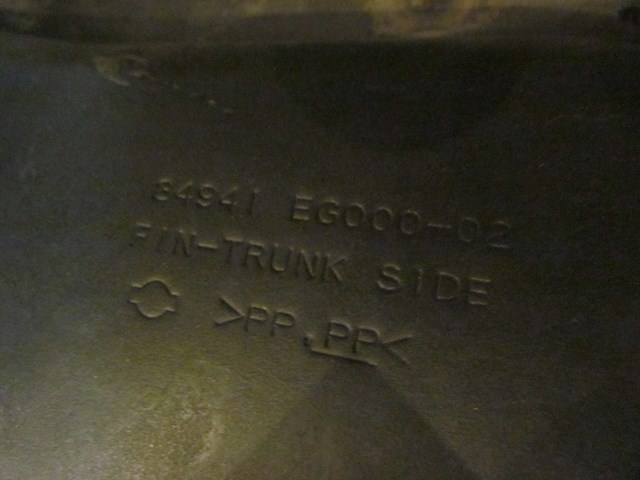 84941 EG000-02
FIN-TRUNK SIDE
>PP,PP<